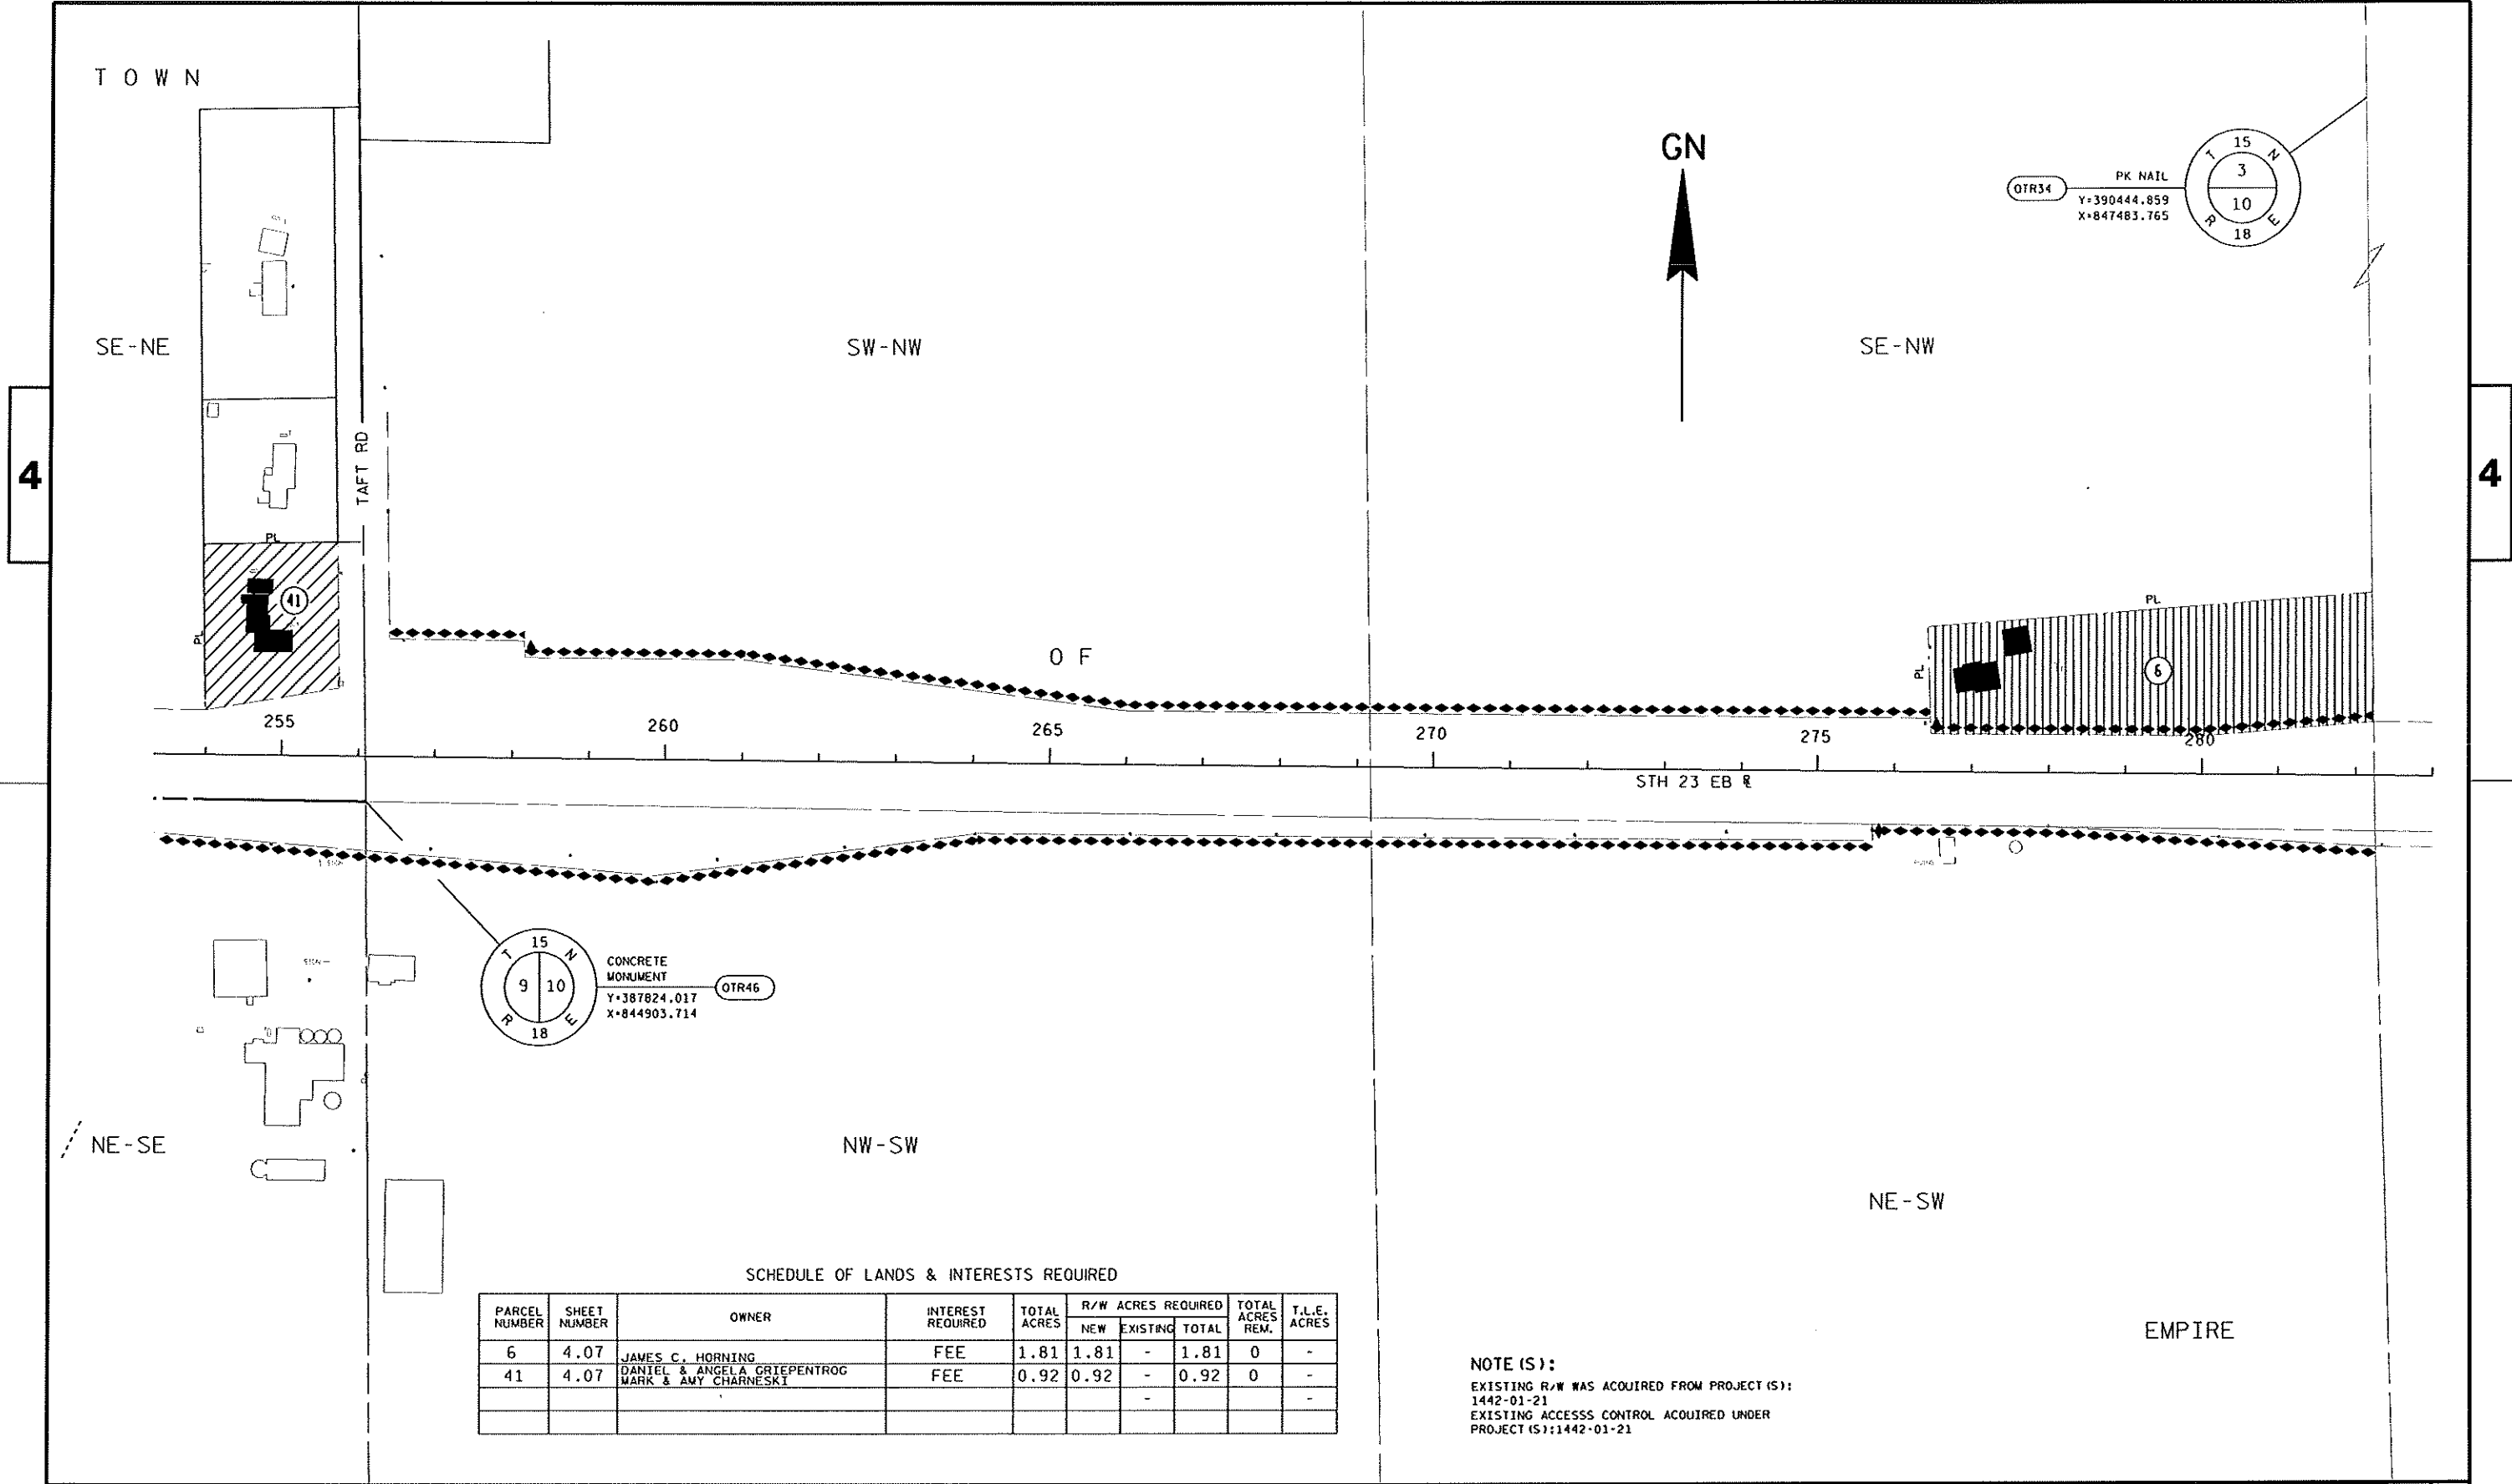 T O W N
GN
OTR34
PK NAIL
Y=390444.859
X=847483.765
15
T N
3
10
R E
18
SE-NE
SW-NW
SE-NW
4
4
TAFT RD
PL
PL
41
O F
PL
PL
6
255
260
265
270
275
280
STH 23 EB R
15
T N
9 10
R E
18
CONCRETE
MONUMENT
Y=387824.017
X=844903.714
OTR46
SIGN
NE-SE
NW-SW
NE-SW
EMPIRE
SCHEDULE OF LANDS & INTERESTS REQUIRED
PARCEL NUMBER SHEET NUMBER OWNER INTEREST REQUIRED TOTAL ACRES R/W ACRES REQUIRED TOTAL ACRES REM. T.L.E. ACRES
NEW EXISTING TOTAL
6 4.07 JAMES C. HORNING FEE 1.81 1.81 - 1.81 0 -
41 4.07 DANIEL & ANGELA GRIEPENTROG MARK & AMY CHARNESKI FEE 0.92 0.92 - 0.92 0 -
- -
NOTE(S):
EXISTING R/W WAS ACQUIRED FROM PROJECT(S):
1442-01-21
EXISTING ACCESSS CONTROL ACQUIRED UNDER
PROJECT(S):1442-01-21